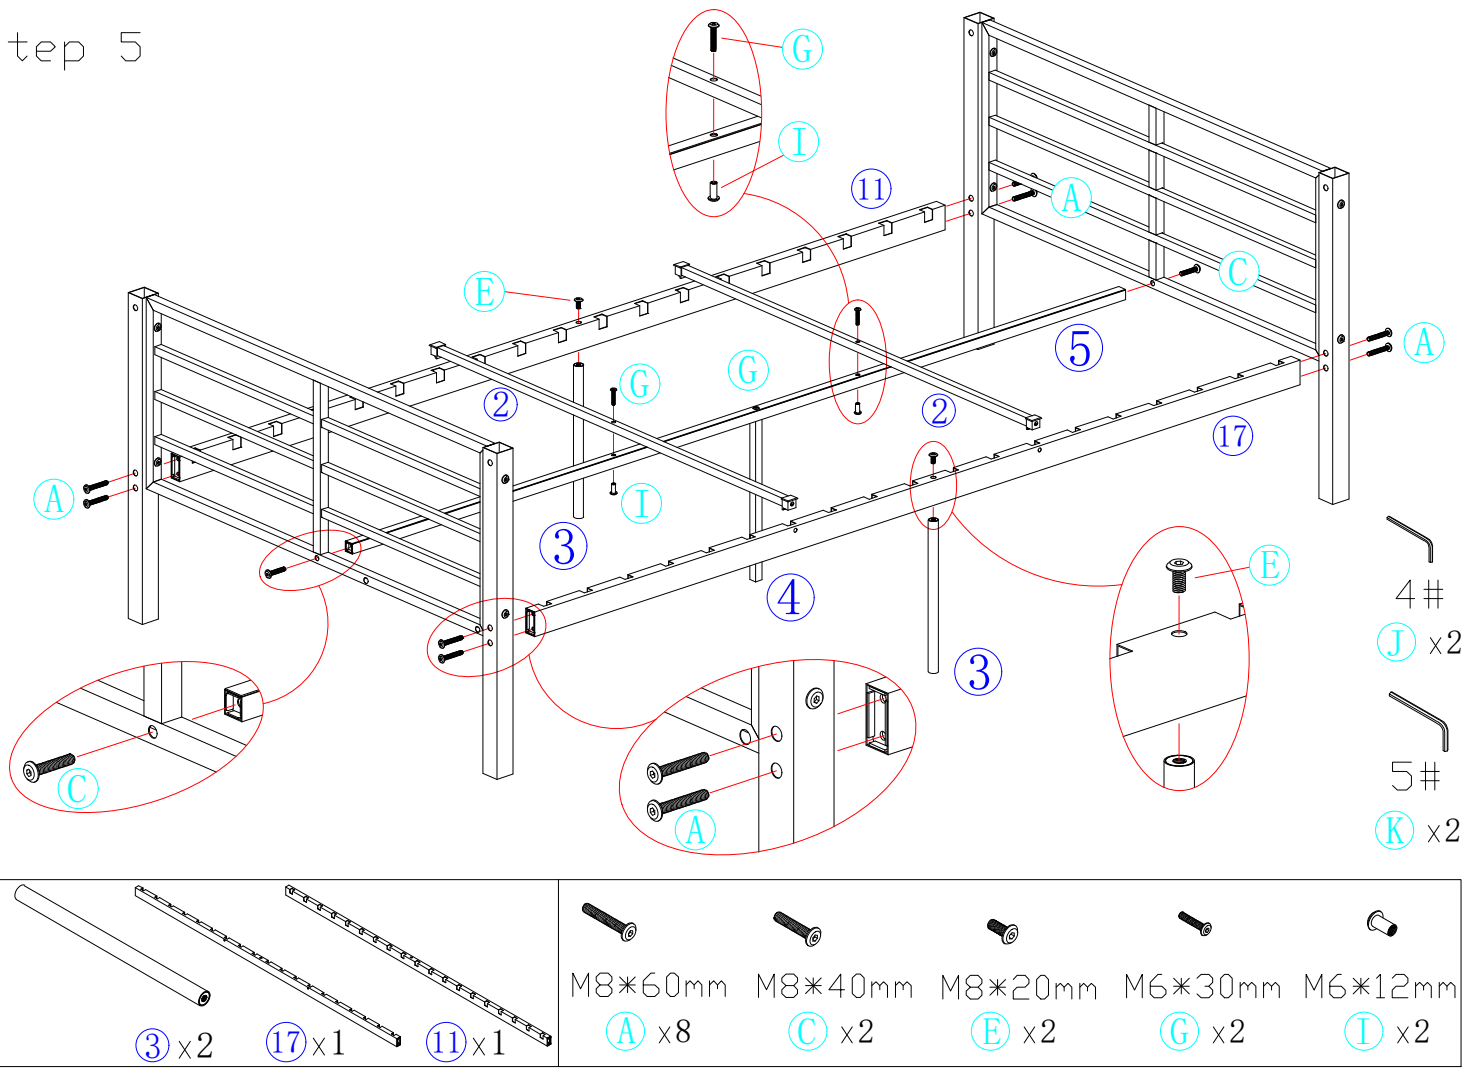 tep 5
G
I
11
A
E
C
5
A
G
G
2
2
17
A
I
3
4
E
4#
J x2
3
5#
C
A
K x2
3 x2
17 x1
11 x1
M8*60mm
M8*40mm
M8*20mm
M6*30mm
M6*12mm
A x8
C x2
E x2
G x2
I x2